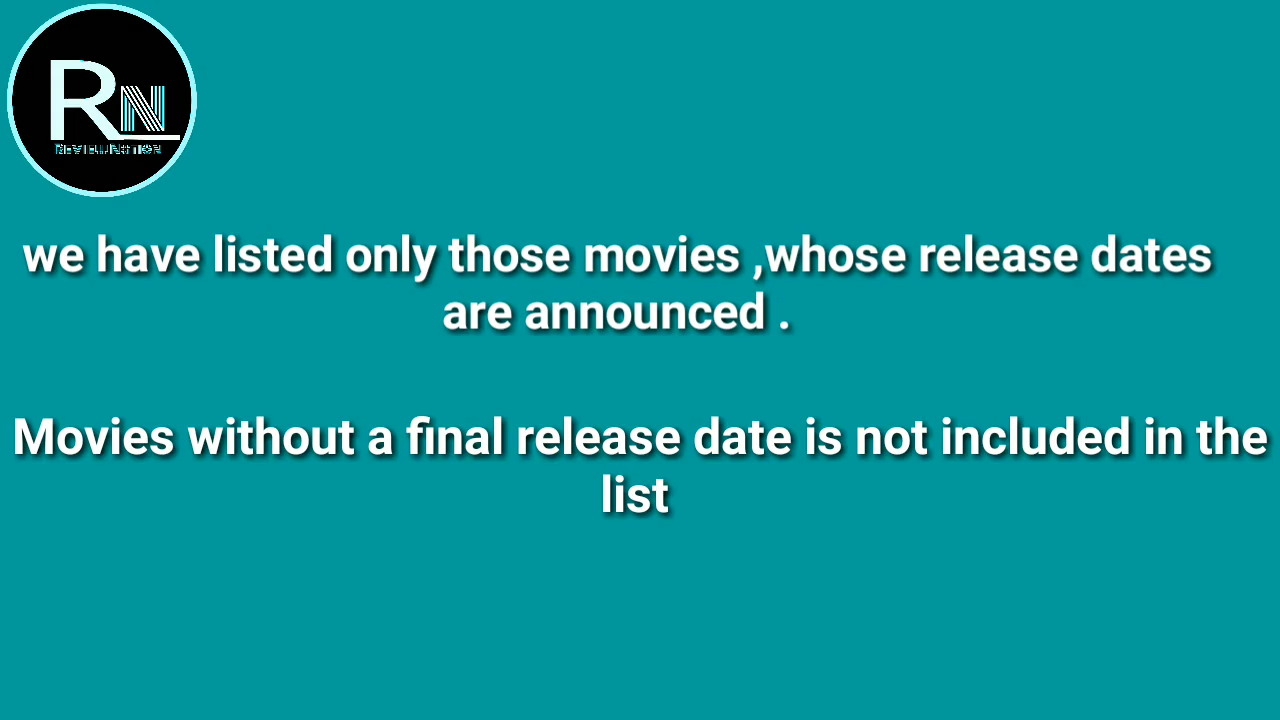 RN
we have listed only those movies ,whose release dates
are announced .
Movies without a final release date is not included in the
list